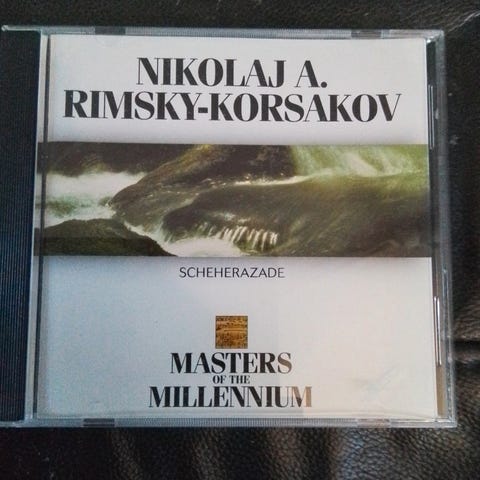 NIKOLAJ A.
RIMSKY-KORSAKOV
SCHEHERAZADE
MASTERS
OF THE
MILLENNIUM